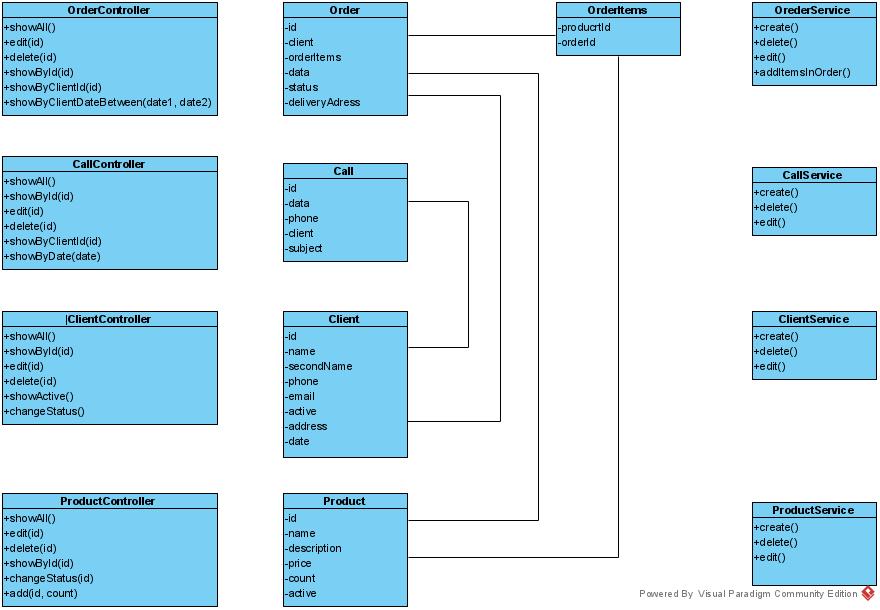 OrderController
+showAll()
+edit(id)
+delete(id)
+showById(id)
+showByClientId(id)
+showByClientDateBetween(date1, date2)
Order
-id
-client
-orderItems
-data
-status
-deliveryAdress
OrderItems
-producrtId
-orderId
OrederService
+create()
+delete()
+edit()
+addItemsInOrder()
CallController
+showAll()
+showById(id)
+edit(id)
+delete(id)
+showByClientId(id)
+showByDate(date)
Call
-id
-data
-phone
-client
-subject
CallService
+create()
+delete()
+edit()
ClientController
+showAll()
+showById(id)
+edit(id)
+delete(id)
+showActive()
+changeStatus()
Client
-id
-name
-secondName
-phone
-email
-active
-address
-date
ClientService
+create()
+delete()
+edit()
ProductController
+showAll()
+edit(id)
+delete(id)
+showById(id)
+changeStatus(id)
+add(id, count)
Product
-id
-name
-description
-price
-count
-active
ProductService
+create()
+delete()
+edit()
Powered By Visual Paradigm Community Edition